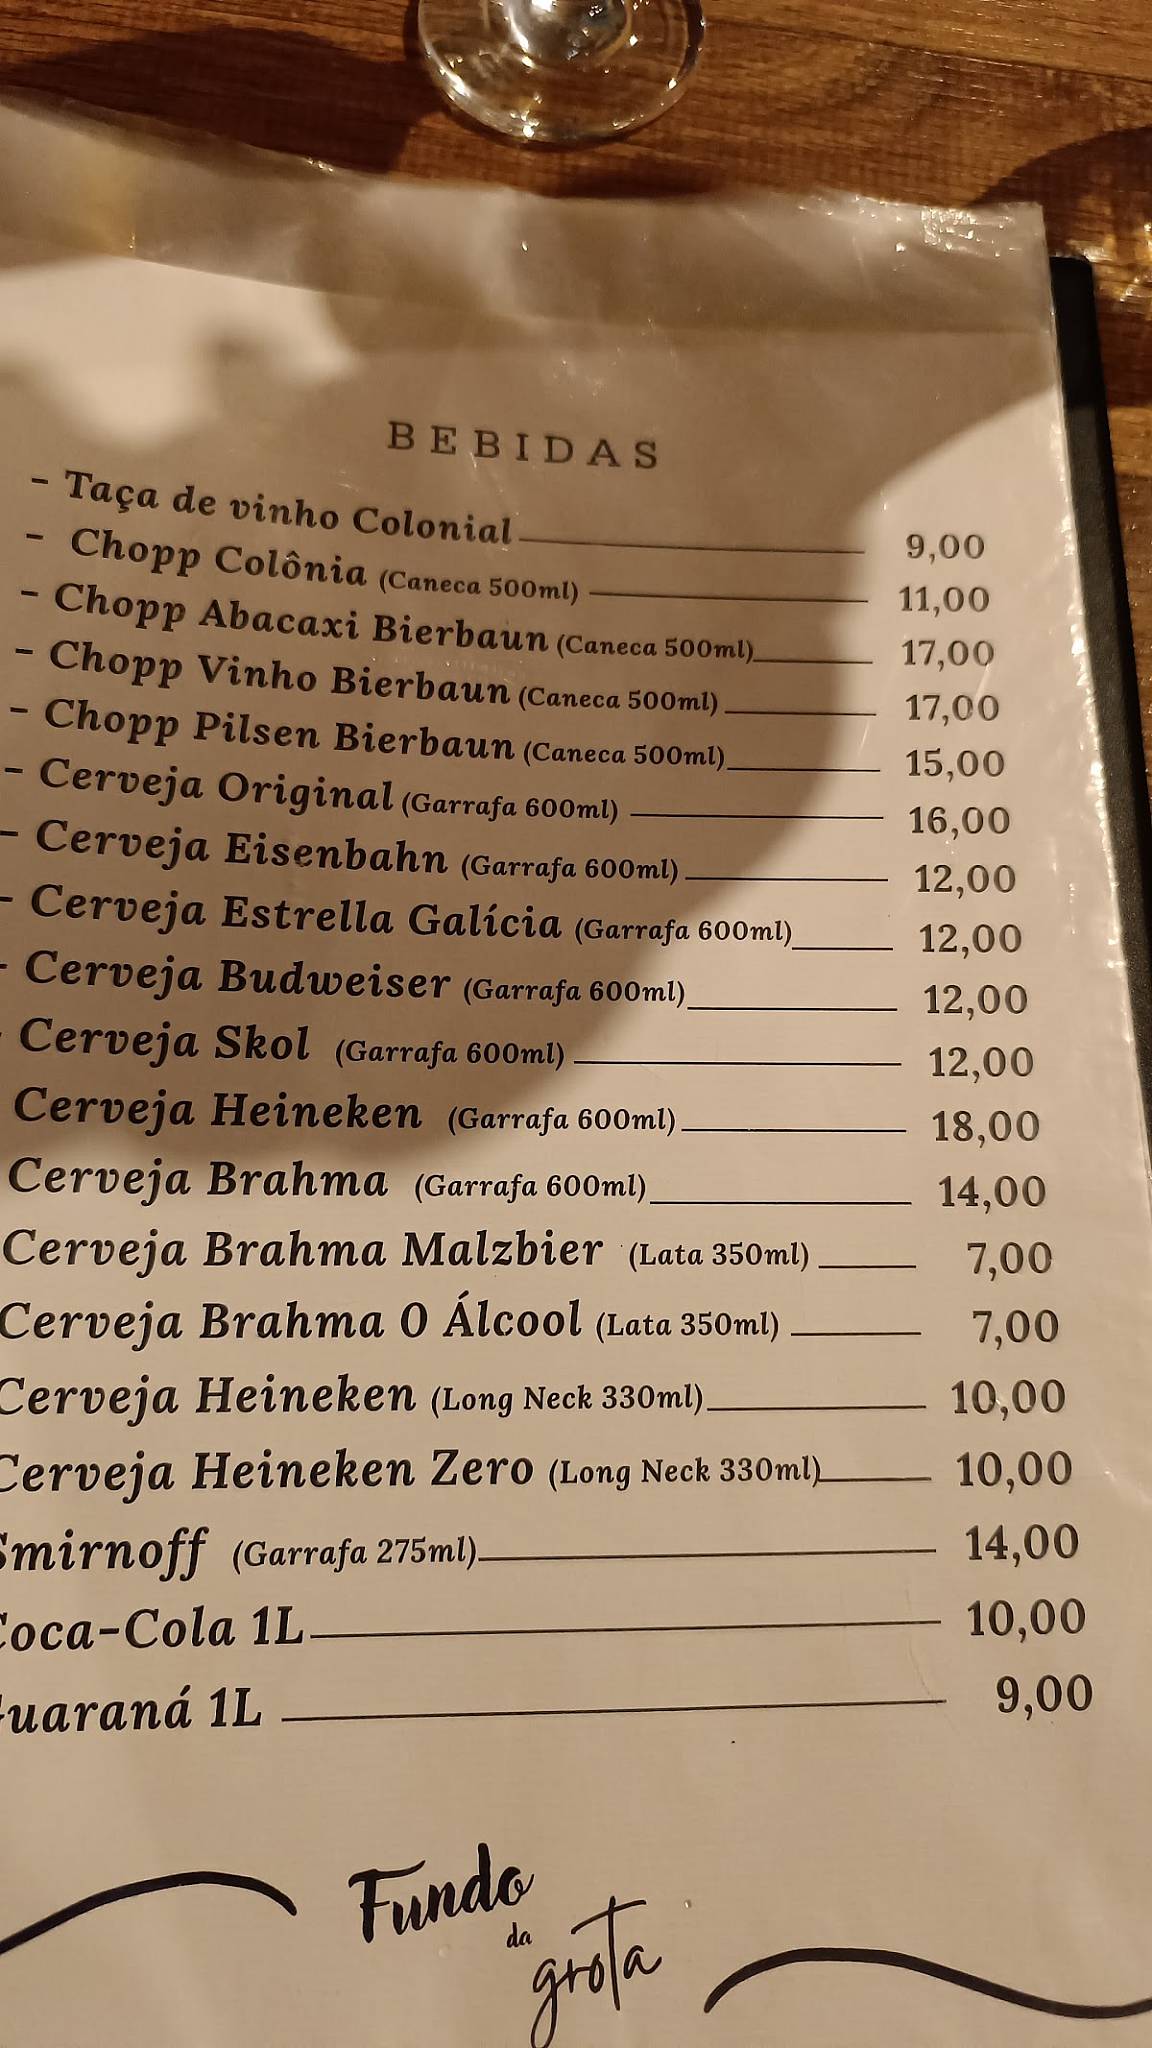 BEBIDAS
- Taça de vinho Colonial 9,00
- Chopp Colônia (Caneca 500ml) 11,00
- Chopp Abacaxi Bierbaun (Caneca 500ml) 17,00
- Chopp Vinho Bierbaun (Caneca 500ml) 17,00
- Chopp Pilsen Bierbaun (Caneca 500ml) 15,00
- Cerveja Original (Garrafa 600ml) 16,00
- Cerveja Eisenbahn (Garrafa 600ml) 12,00
- Cerveja Estrella Galícia (Garrafa 600ml) 12,00
- Cerveja Budweiser (Garrafa 600ml) 12,00
Cerveja Skol (Garrafa 600ml) 12,00
Cerveja Heineken (Garrafa 600ml) 18,00
Cerveja Brahma (Garrafa 600ml) 14,00
Cerveja Brahma Malzbier (Lata 350ml) 7,00
Cerveja Brahma 0 Álcool (Lata 350ml) 7,00
Cerveja Heineken (Long Neck 330ml) 10,00
Cerveja Heineken Zero (Long Neck 330ml) 10,00
Smirnoff (Garrafa 275ml) 14,00
Coca-Cola 1L 10,00
Guaraná 1L 9,00
Fundo
da
grota